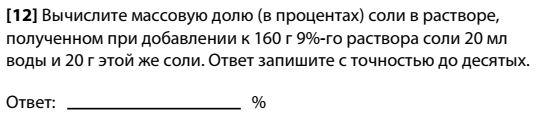 [12] Вычислите массовую долю (в процентах) соли в растворе,
полученном при добавлении к 160 г 9%-го раствора соли 20 мл
воды и 20 г этой же соли. Ответ запишите с точностью до десятых.
Ответ: ____________________ %